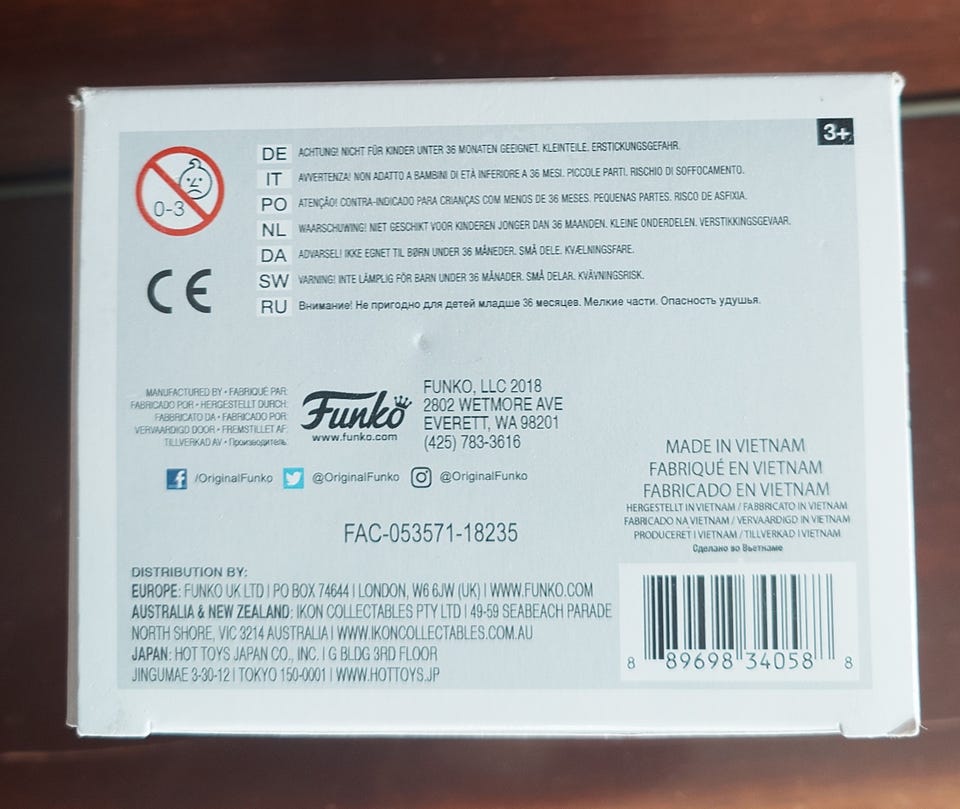 3+
0-3
DE ACHTUNG! NICHT FÜR KINDER UNTER 36 MONATEN GEEIGNET. KLEINTEILE. ERSTICKUNGSGEFAHR.
IT AVVERTENZA! NON ADATTO A BAMBINI DI ETÀ INFERIORE A 36 MESI. PICCOLE PARTI. RISCHIO DI SOFFOCAMENTO.
PO ATENÇÃO! CONTRA-INDICADO PARA CRIANÇAS COM MENOS DE 36 MESES. PEQUENAS PARTES. RISCO DE ASFIXIA.
NL WAARSCHUWING! NIET GESCHIKT VOOR KINDEREN JONGER DAN 36 MAANDEN. KLEINE ONDERDELEN. VERSTIKKINGSGEVAAR.
DA ADVARSEL! IKKE EGNET TIL BØRN UNDER 36 MÅNEDER. SMÅ DELE. KVÆLNINGSFARE.
SW VARNING! INTE LÄMPLIG FÖR BARN UNDER 36 MÅNADER. SMÅ DELAR. KVÄVNINGSRISK.
RU Внимание! Не пригодно для детей младше 36 месяцев. Мелкие части. Опасность удушья.
CE
MANUFACTURED BY • FABRIQUÉ PAR
FABRICADO POR • HERGESTELLT DURCH:
FABBRICATO DA • FABRICADO POR:
VERVAARDIGD DOOR • FREMSTILLET AF:
TILLVERKAD AV • Производитель:
Funko
www.funko.com
FUNKO, LLC 2018
2802 WETMORE AVE
EVERETT, WA 98201
(425) 783-3616
/OriginalFunko @OriginalFunko @OriginalFunko
FAC-053571-18235
MADE IN VIETNAM
FABRIQUÉ EN VIETNAM
FABRICADO EN VIETNAM
HERGESTELLT IN VIETNAM / FABBRICATO IN VIETNAM
FABRICADO NA VIETNAM / VERVAARDIGD IN VIETNAM
PRODUCERET I VIETNAM / TILLVERKAD I VIETNAM
Сделано во Вьетнаме
DISTRIBUTION BY:
EUROPE: FUNKO UK LTD | PO BOX 74644 | LONDON, W6 6JW (UK) | WWW.FUNKO.COM
AUSTRALIA & NEW ZEALAND: IKON COLLECTABLES PTY LTD | 49-59 SEABEACH PARADE
NORTH SHORE, VIC 3214 AUSTRALIA | WWW.IKONCOLLECTABLES.COM.AU
JAPAN: HOT TOYS JAPAN CO., INC. | G BLDG 3RD FLOOR
JINGUMAE 3-30-12 | TOKYO 150-0001 | WWW.HOTTOYS.JP
8 89698 34058 8